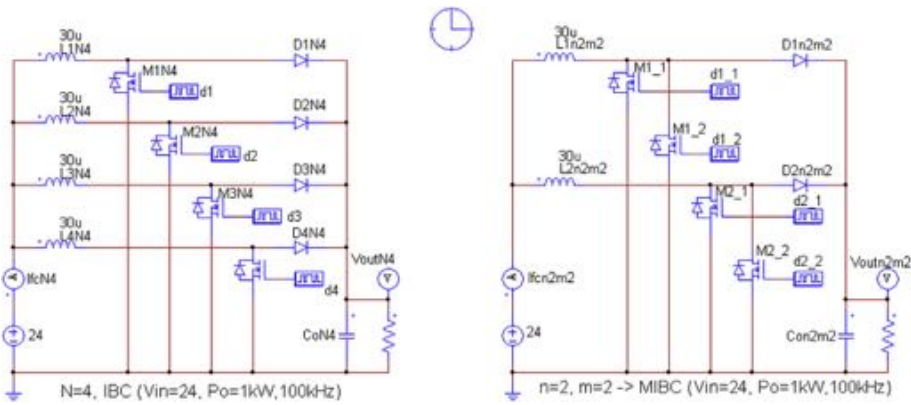 30u
L1N4
D1N4
M1N4
d1
30u
L2N4
D2N4
M2N4
d2
30u
L3N4
D3N4
M3N4
d3
30u
L4N4
D4N4
d4
IfcN4
VoutN4
24
CoN4
N=4, IBC (Vin=24, Po=1kW,100kHz)
30u
L1n2m2
D1n2m2
M1_1
d1_1
M1_2
d1_2
30u
L2n2m2
D2n2m2
M2_1
d2_1
M2_2
d2_2
Ifcn2m2
Voutn2m2
24
Con2m2
n=2, m=2 -> MIBC (Vin=24, Po=1kW,100kHz)